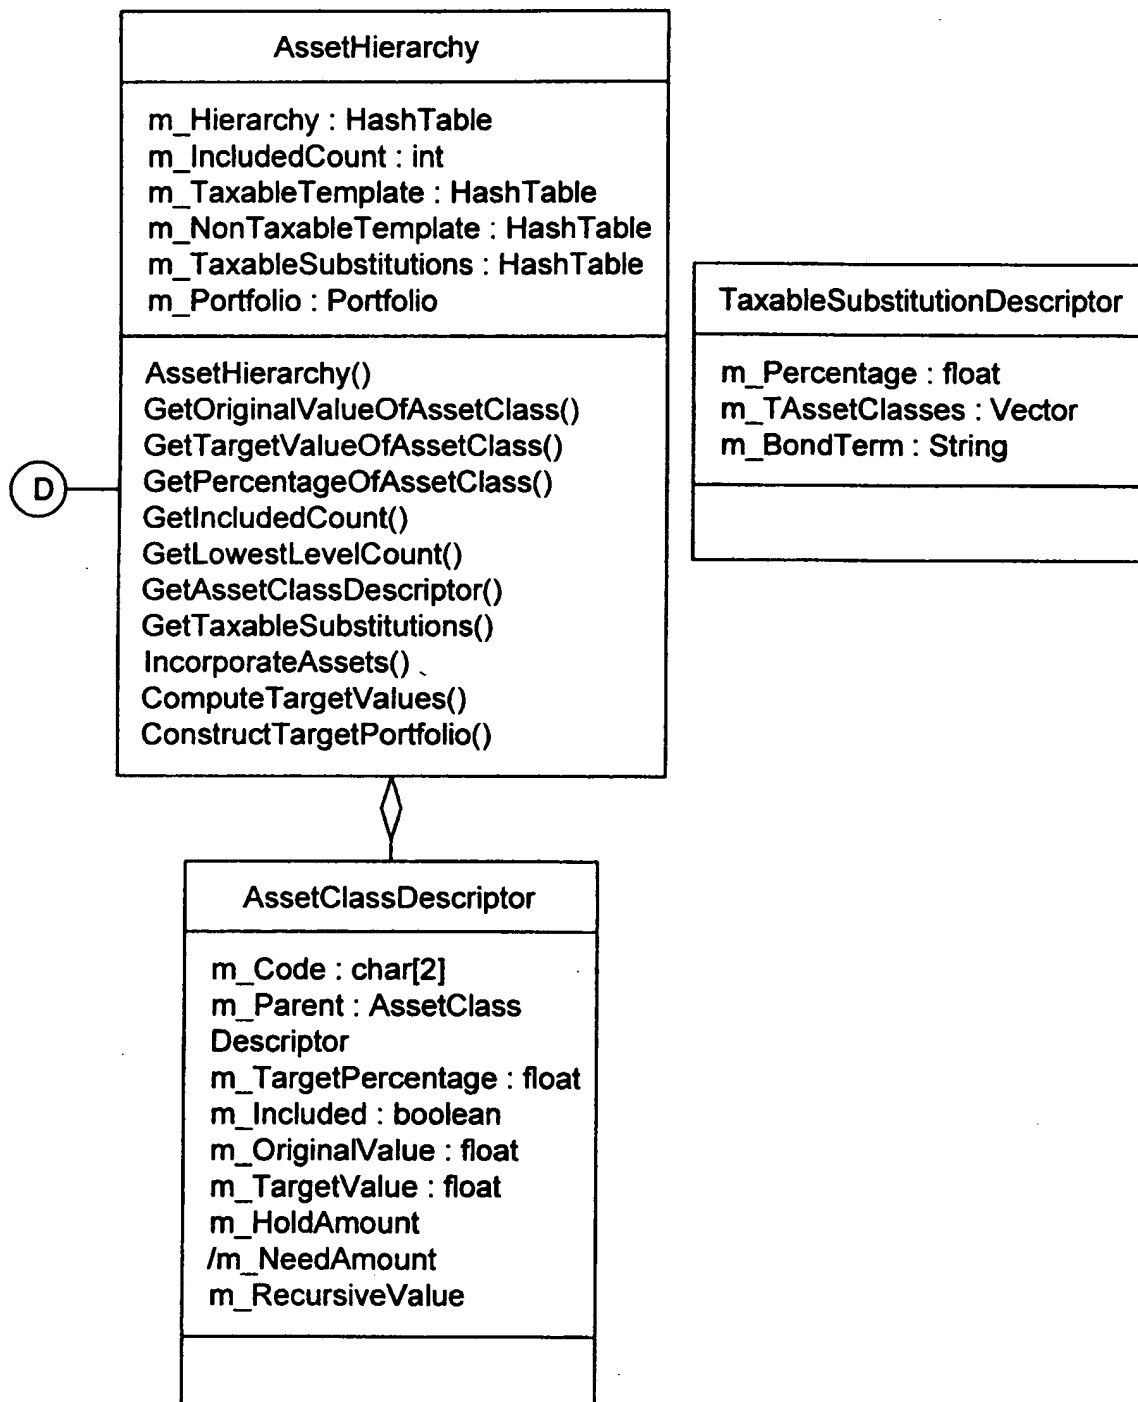 AssetHierarchy
m_Hierarchy : HashTable
m_IncludedCount : int
m_TaxableTemplate : HashTable
m_NonTaxableTemplate : HashTable
m_TaxableSubstitutions : HashTable
m_Portfolio : Portfolio
AssetHierarchy()
GetOriginalValueOfAssetClass()
GetTargetValueOfAssetClass()
GetPercentageOfAssetClass()
GetIncludedCount()
GetLowestLevelCount()
GetAssetClassDescriptor()
GetTaxableSubstitutions()
IncorporateAssets()
ComputeTargetValues()
ConstructTargetPortfolio()
D
TaxableSubstitutionDescriptor
m_Percentage : float
m_TAssetClasses : Vector
m_BondTerm : String
AssetClassDescriptor
m_Code : char[2]
m_Parent : AssetClass
Descriptor
m_TargetPercentage : float
m_Included : boolean
m_OriginalValue : float
m_TargetValue : float
m_HoldAmount
/m_NeedAmount
m_RecursiveValue